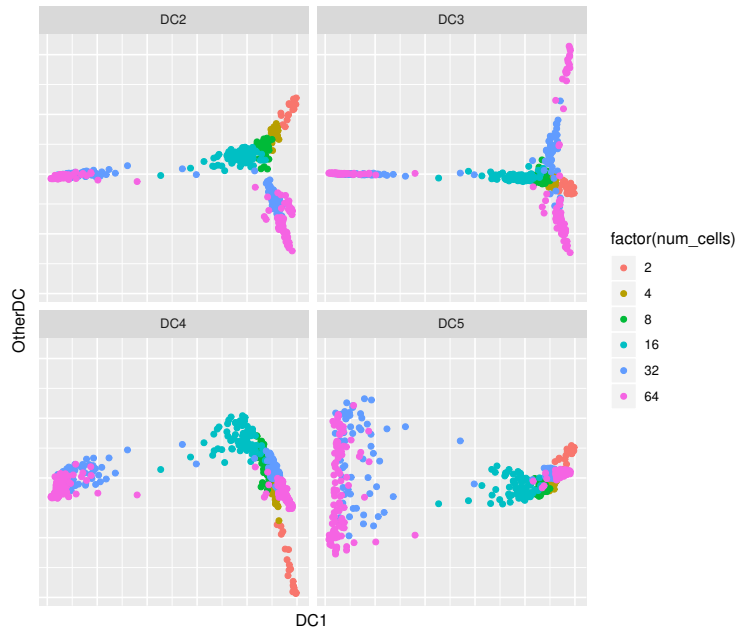 DC2
DC3
OtherDC
DC4
DC5
DC1
factor(num_cells)
2
4
8
16
32
64